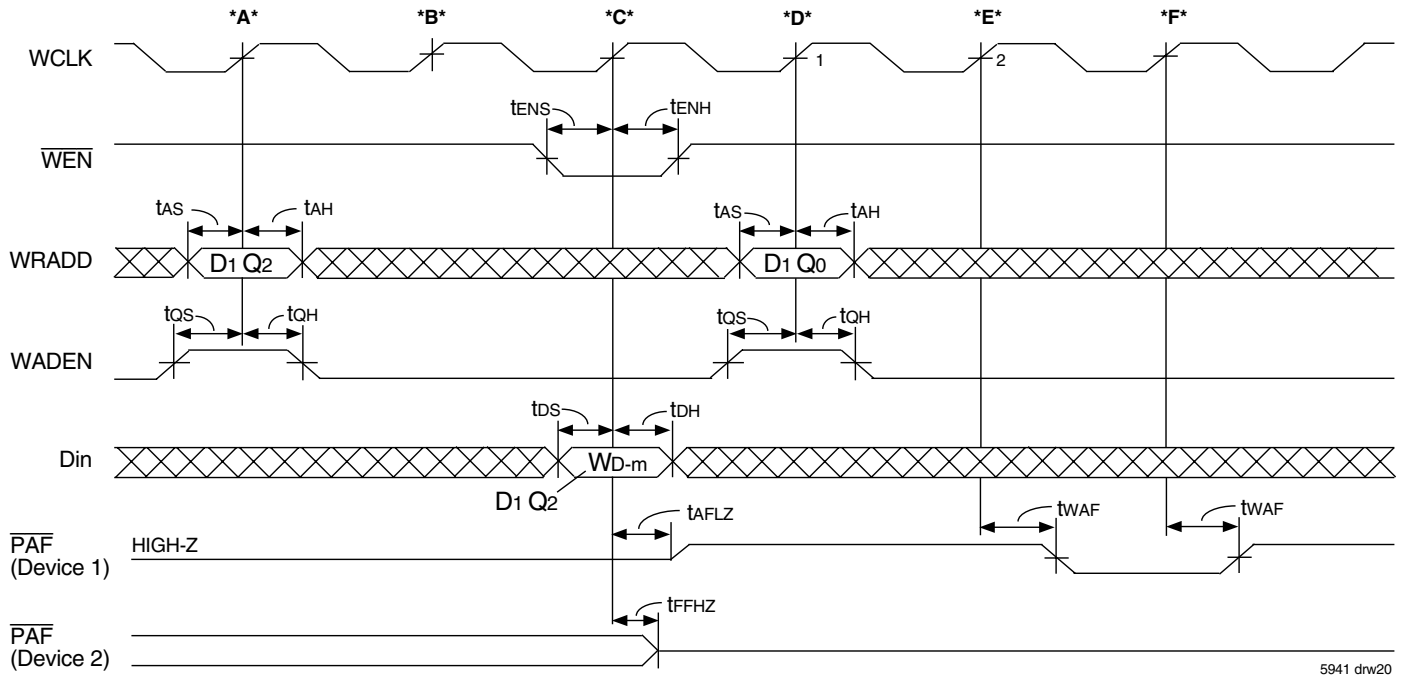 *A* *B* *C* *D* *E* *F*
WCLK 1 2
tENS tENH
WEN
tAS tAH tAS tAH
WRADD D1 Q2 D1 Q0
tQS tQH tQS tQH
WADEN
tDS tDH
Din WD-m
D1 Q2
tAFLZ tWAF tWAF
PAF HIGH-Z
(Device 1)
tFFHZ
PAF
(Device 2)
5941 drw20